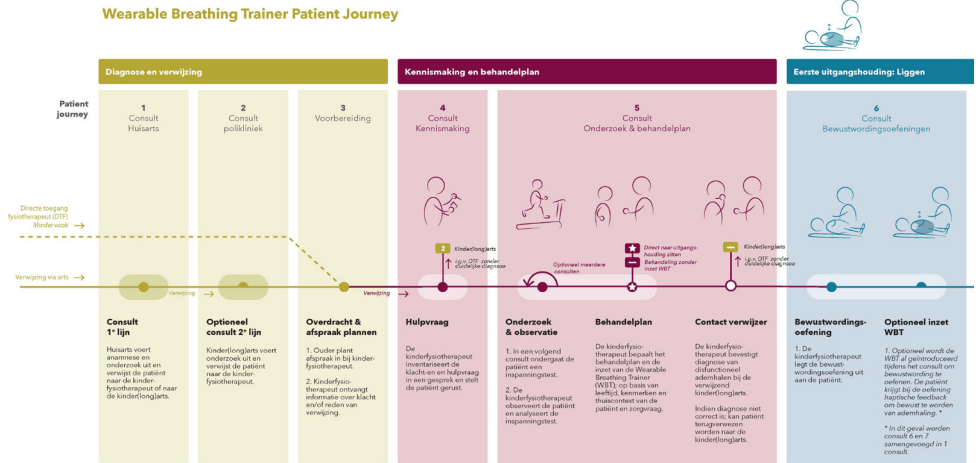 Wearable Breathing Trainer Patient Journey
Diagnose en verwijzing
Kennismaking en behandelplan
Eerste uitgangshouding: Liggen
Patient
journey
1
Consult
Huisarts
2
Consult
polikliniek
3
Voorbereiding
4
Consult
Kennismaking
5
Consult
Onderzoek & behandelplan
6
Consult
Bewustwordingsoefeningen
Directe toegang
fysiotherapeut (DTF)
Minder vaak
Verwijzing via arts
Verwijzing
Verwijzing
2
Kinder(long)arts
i.g.v. DTF zonder
duidelijke diagnose
Optioneel meerdere
consulten
Direct naar uitgangs-
houding zitten
Behandeling zonder
inzet WBT
Kinder(long)arts
i.g.v. DTF zonder
duidelijke diagnose
Consult
1e lijn
Huisarts voert
anamnese en
onderzoek uit en
verwijst de patiënt
naar de kinder-
fysiotherapeut of naar
de kinder(long)arts.
Optioneel
consult 2e lijn
Kinder(long)arts voert
onderzoek uit en
verwijst de patiënt
naar de kinder-
fysiotherapeut.
Overdracht &
afspraak plannen
1. Ouder plant
afspraak in bij kinder-
fysiotherapeut.
2. Kinderfysio-
therapeut ontvangt
informatie over klacht
en/of reden van
verwijzing.
Hulpvraag
De
kinderfysiotherapeut
inventariseert de
klacht-en en hulpvraag
in een gesprek en stelt
de patiënt gerust.
Onderzoek
& observatie
1. In een volgend
consult ondergaat de
patiënt een
inspanningstest.
2. De
kinderfysiotherapeut
observeert de patiënt
en analyseert de
inspanningstest.
Behandelplan
De kinderfysio-
therapeut bepaalt het
behandelplan en de
inzet van de Wearable
Breathing Trainer
(WBT); op basis van
leeftijd, kenmerken en
thuiscontext van de
patiënt en zorgvraag.
Contact verwijzer
De kinderfysio-
therapeut bevestigt
diagnose van
disfunctioneel
ademhalen bij de
verwijzend
kinder(long)arts.
Indien diagnose niet
correct is; kan patiënt
terugverwezen
worden naar de
kinder(long)arts.
Bewustwordings-
oefening
1. De
kinderfysiotherapeut
legt de bewust-
wordingsoefening uit
aan de patiënt.
Optioneel inzet
WBT
1. Optioneel wordt de
WBT al geintroduceerd
tijdens het consult om
bewustwording te
oefenen. De patiënt
krijgt bij de oefening
haptische feedback
om bewust te worden
van ademhaling. *
* In dit geval worden
consult 6 en 7
samengevoegd in 1
consult.